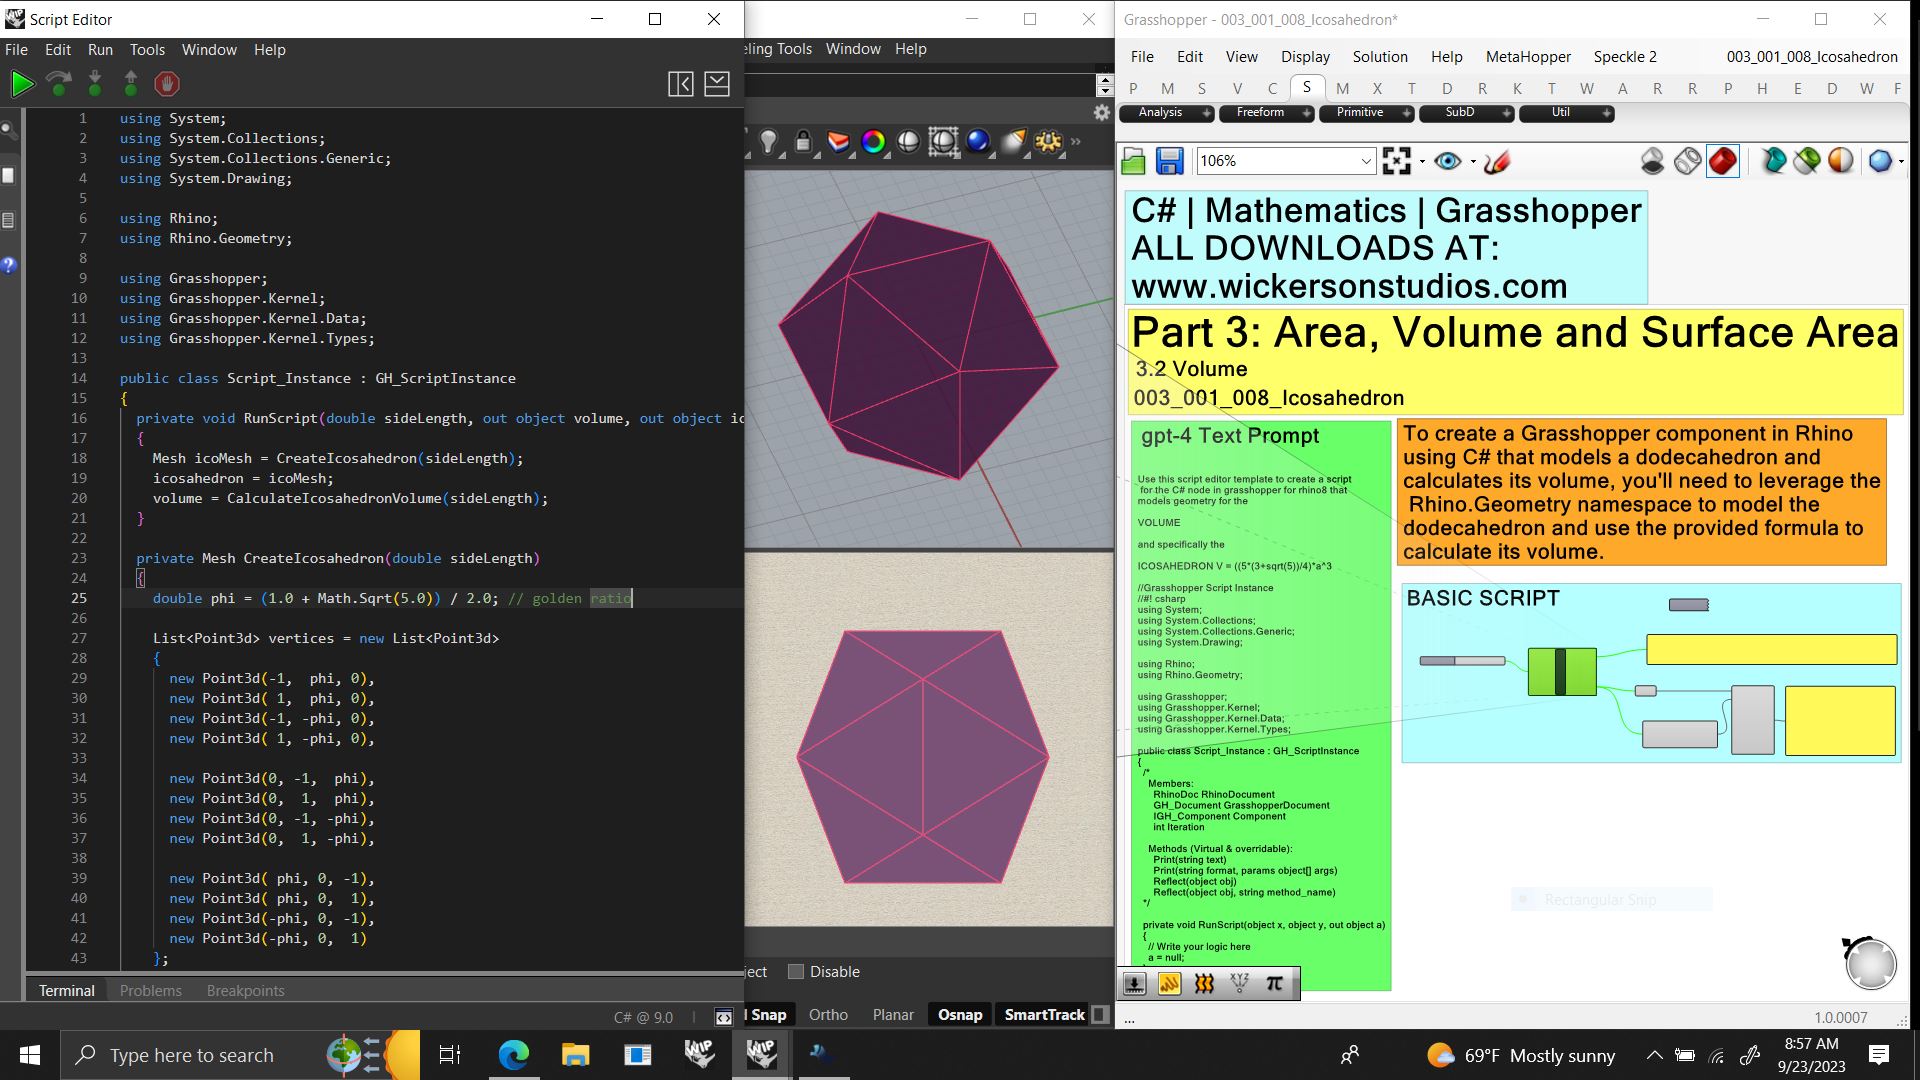 Script Editor
File Edit Run Tools Window Help
1 using System;
2 using System.Collections;
3 using System.Collections.Generic;
4 using System.Drawing;
5
6 using Rhino;
7 using Rhino.Geometry;
8
9 using Grasshopper;
10 using Grasshopper.Kernel;
11 using Grasshopper.Kernel.Data;
12 using Grasshopper.Kernel.Types;
13
14 public class Script_Instance : GH_ScriptInstance
15 {
16 private void RunScript(double sideLength, out object volume, out object ic
17 {
18 Mesh icoMesh = CreateIcosahedron(sideLength);
19 icosahedron = icoMesh;
20 volume = CalculateIcosahedronVolume(sideLength);
21 }
22
23 private Mesh CreateIcosahedron(double sideLength)
24 {
25 double phi = (1.0 + Math.Sqrt(5.0)) / 2.0; // golden ratio
26
27 List<Point3d> vertices = new List<Point3d>
28 {
29 new Point3d(-1,  phi, 0),
30 new Point3d( 1,  phi, 0),
31 new Point3d(-1, -phi, 0),
32 new Point3d( 1, -phi, 0),
33
34 new Point3d(0, -1,  phi),
35 new Point3d(0,  1,  phi),
36 new Point3d(0, -1, -phi),
37 new Point3d(0,  1, -phi),
38
39 new Point3d( phi, 0, -1),
40 new Point3d( phi, 0,  1),
41 new Point3d(-phi, 0, -1),
42 new Point3d(-phi, 0,  1)
43 };
Terminal Problems Breakpoints
C# @ 9.0
eling Tools Window Help
ject Disable
d Snap Ortho Planar Osnap SmartTrack
Grasshopper - 003_001_008_Icosahedron*
File Edit View Display Solution Help MetaHopper Speckle 2 003_001_008_Icosahedron
P M S V C S M X T D R K T W A R R P H E D W F
Analysis Freeform Primitive SubD Util
106%
C# | Mathematics | Grasshopper
ALL DOWNLOADS AT:
www.wickersonstudios.com
Part 3: Area, Volume and Surface Area
3.2 Volume
003_001_008_Icosahedron
gpt-4 Text Prompt
Use this script editor template to create a script
for the C# node in grasshopper for rhino8 that
models geometry for the
VOLUME
and specifically the
ICOSAHEDRON V = ((5*(3+sqrt(5))/4)*a^3
//Grasshopper Script Instance
//#! csharp
using System;
using System.Collections;
using System.Collections.Generic;
using System.Drawing;
using Rhino;
using Rhino.Geometry;
using Grasshopper;
using Grasshopper.Kernel;
using Grasshopper.Kernel.Data;
using Grasshopper.Kernel.Types;
public class Script_Instance : GH_ScriptInstance
{
/*
Members:
RhinoDoc RhinoDocument
GH_Document GrasshopperDocument
IGH_Component Component
int Iteration
Methods (Virtual & overridable):
Print(string text)
Print(string format, params object[] args)
Reflect(object obj)
Reflect(object obj, string method_name)
*/
private void RunScript(object x, object y, out object a)
{
// Write your logic here
a = null;
To create a Grasshopper component in Rhino
using C# that models a dodecahedron and
calculates its volume, you'll need to leverage the
Rhino.Geometry namespace to model the
dodecahedron and use the provided formula to
calculate its volume.
BASIC SCRIPT
Rectangular Snip
XYZ
π
...
1.0.0007
Type here to search
WIP
WIP
69°F Mostly sunny
8:57 AM
9/23/2023